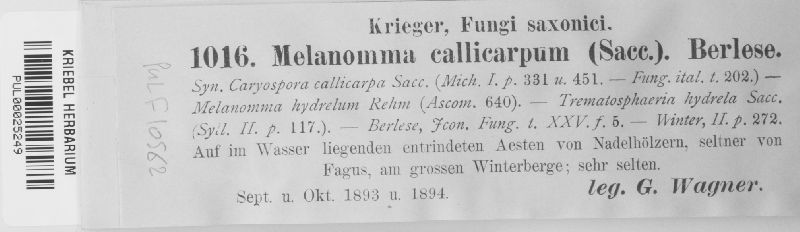 KRIEBEL HERBARIUM
PUL00025249
PULF10562
Krieger, Fungi saxonici.
1016. Melanomma callicarpum (Sacc.). Berlese.
Syn. Caryospora callicarpa Sacc. (Mich. I. p. 331 u. 451. — Fung. ital. t. 202.) —
Melanomma hydrelum Rehm (Ascom. 640). — Trematosphaeria hydrela Sacc.
(Syll. II. p. 117.). — Berlese, Jcon. Fung. t. XXV. f. 5. — Winter, II. p. 272.
Auf im Wasser liegenden entrindeten Aesten von Nadelhölzern, seltner von
Fagus, am grossen Winterberge; sehr selten.
Sept. u. Okt. 1893 u. 1894.
leg. G. Wagner.